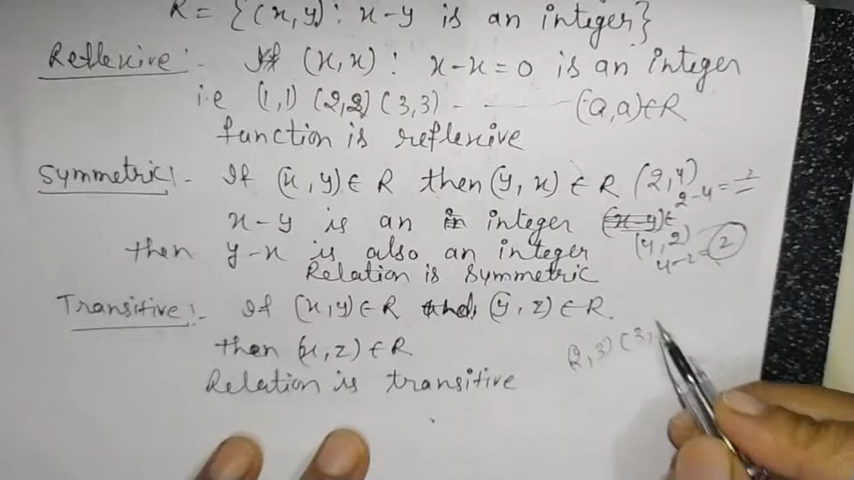 R = {(x, y) : x-y is an integer}
Reflexive :- (x, x) : x-x=0 is an integer
i.e (1,1) (2,2) (3,3) - (a,a)∈R
function is reflexive
Symmetric :- If (x, y)∈ R then (y, x) ∈ R (2,4)
2-4 = -2
x-y is an integer
(4,2)
then y-x is also an integer 4-2= 2
Relation is symmetric
Transitive :- If (x,y)∈R and (y, z) ∈ R.
then (x, z) ∈ R (2,3) (3,
Relation is transitive